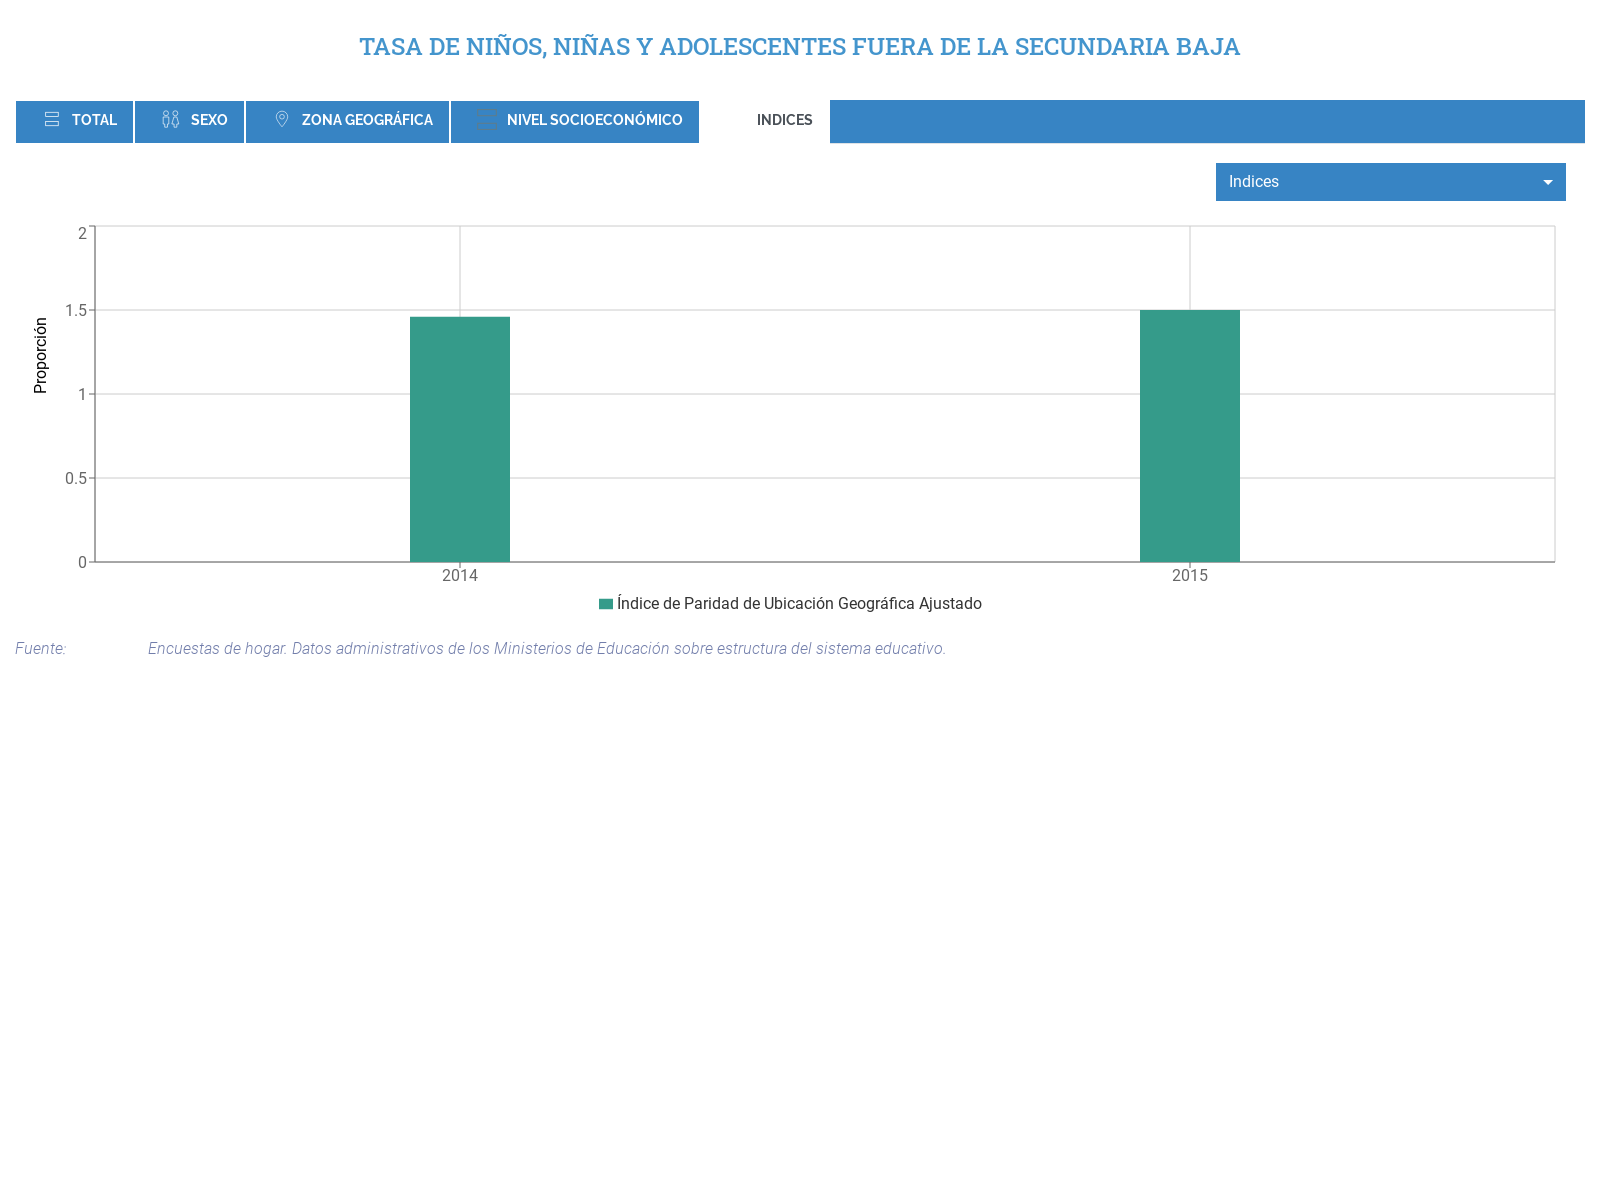 TASA DE NIÑOS, NIÑAS Y ADOLESCENTES FUERA DE LA SECUNDARIA BAJA
TOTAL SEXO ZONA GEOGRÁFICA NIVEL SOCIOECONÓMICO INDICES
Indices
2
1.5
1
0.5
0
Proporción
2014 2015
Índice de Paridad de Ubicación Geográfica Ajustado
Fuente: Encuestas de hogar. Datos administrativos de los Ministerios de Educación sobre estructura del sistema educativo.